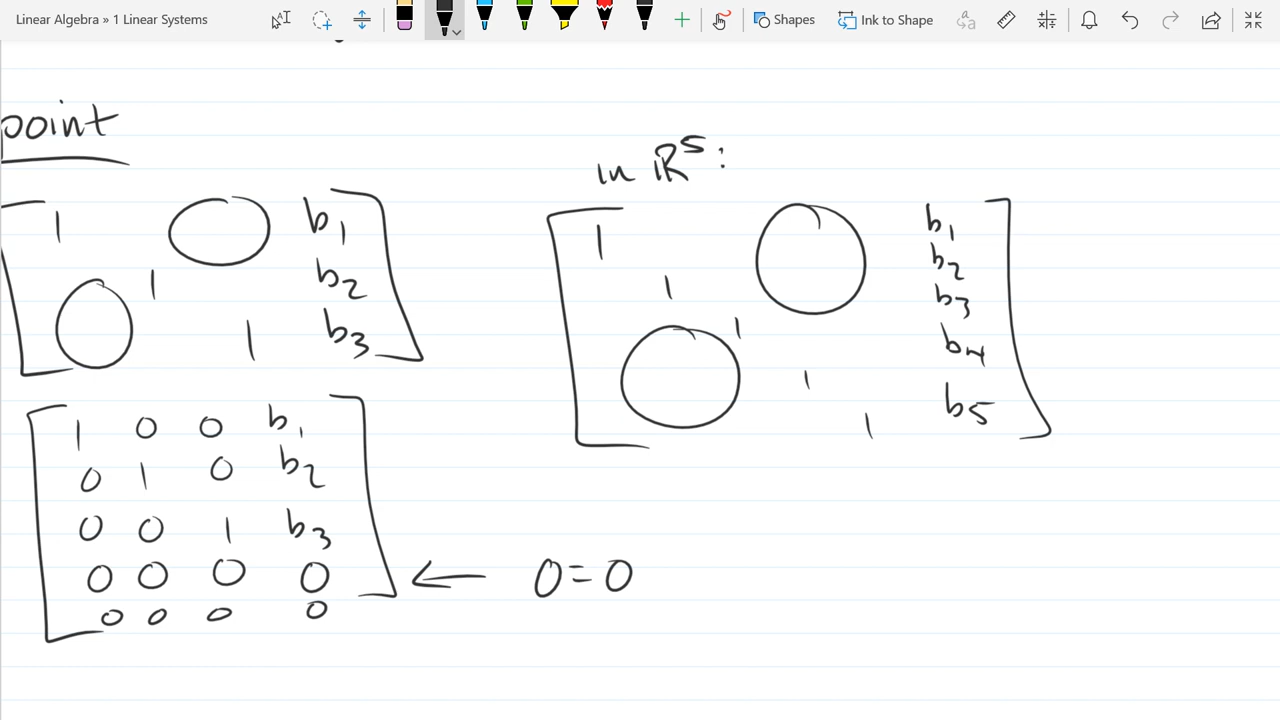 Linear Algebra » 1 Linear Systems
Shapes
Ink to Shape
point
1 0 b1
1 b2
0 1 b3
1 0 0 b1
0 1 0 b2
0 0 1 b3
0 0 0 0 ← 0=0
0 0 0 0
in ℝ⁵:
1 0 b1
1 b2
1 b3
0 1 b4
1 b5